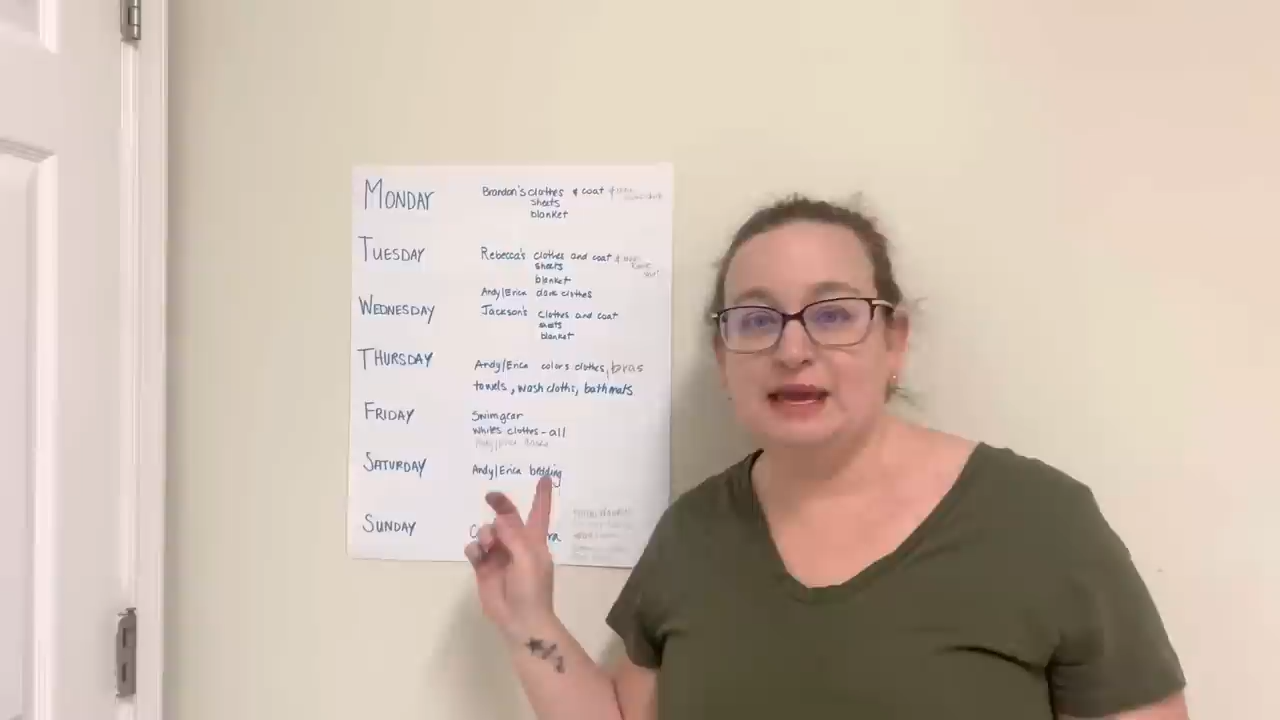 MONDAY Brandon's clothes & coat &
sheets
blanket
TUESDAY Rebecca's clothes and coat &
sheets
blanket
Andy/Erica dark clothes
WEDNESDAY Jackson's clothes and coat
sheets
blanket
THURSDAY Andy/Erica colors clothes, bras
towels, wash cloths, bathmats
FRIDAY Swimgear
Whites clothes - all
SATURDAY Andy/Erica bedding
SUNDAY